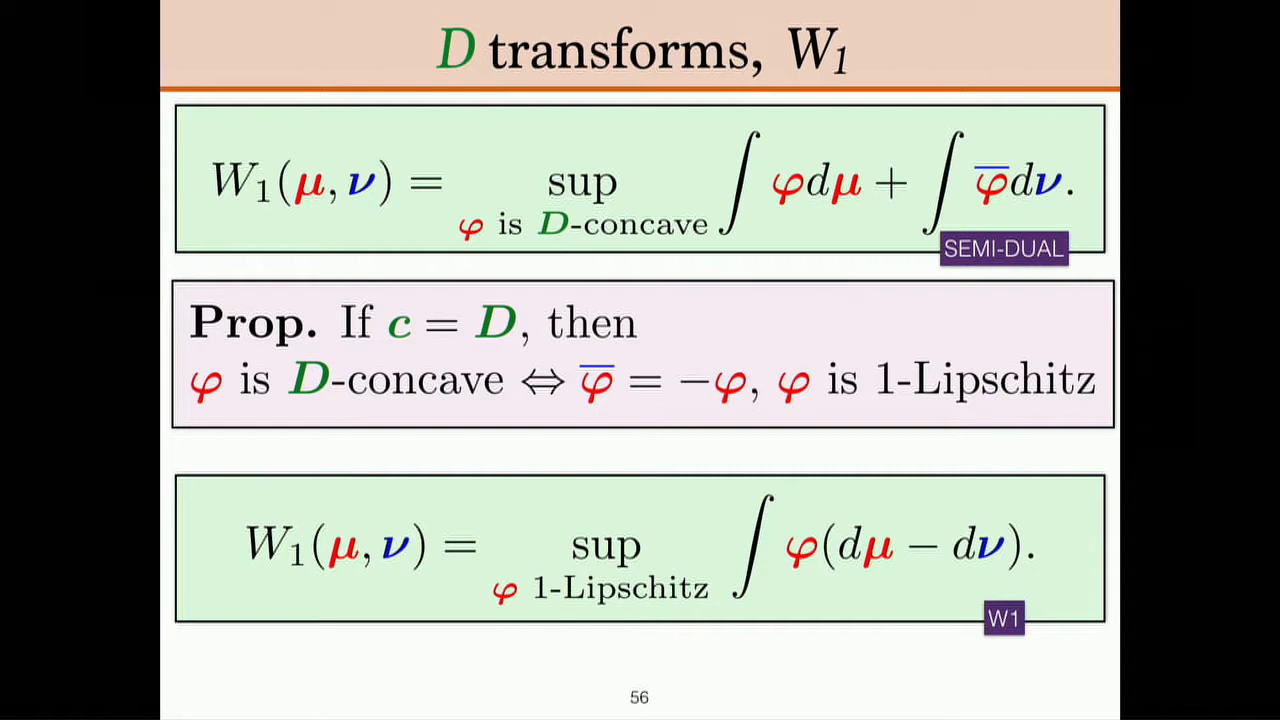 D transforms, W₁
W₁(μ, ν) = sup ∫ φdμ + ∫ φ̅dν.
φ is D-concave
SEMI-DUAL
Prop. If c = D, then
φ is D-concave ⇔ φ̅ = −φ, φ is 1-Lipschitz
W₁(μ, ν) = sup ∫ φ(dμ − dν).
φ 1-Lipschitz
W1
56